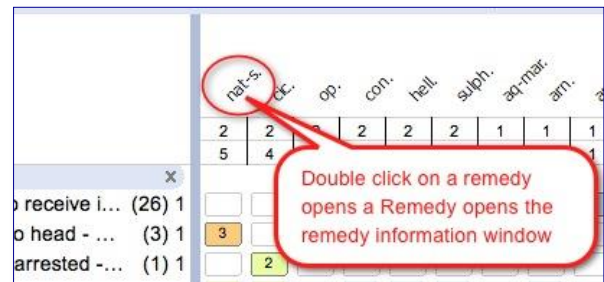 nat-s. cic. op. con. hell. sulph. aq-mar. arn.
2 2 2 2 2 2 1 1 1
5 4 1
Double click on a remedy
opens a Remedy opens the
remedy information window
x
o receive i... (26) 1
o head - ... (3) 1 3
arrested -... (1) 1 2